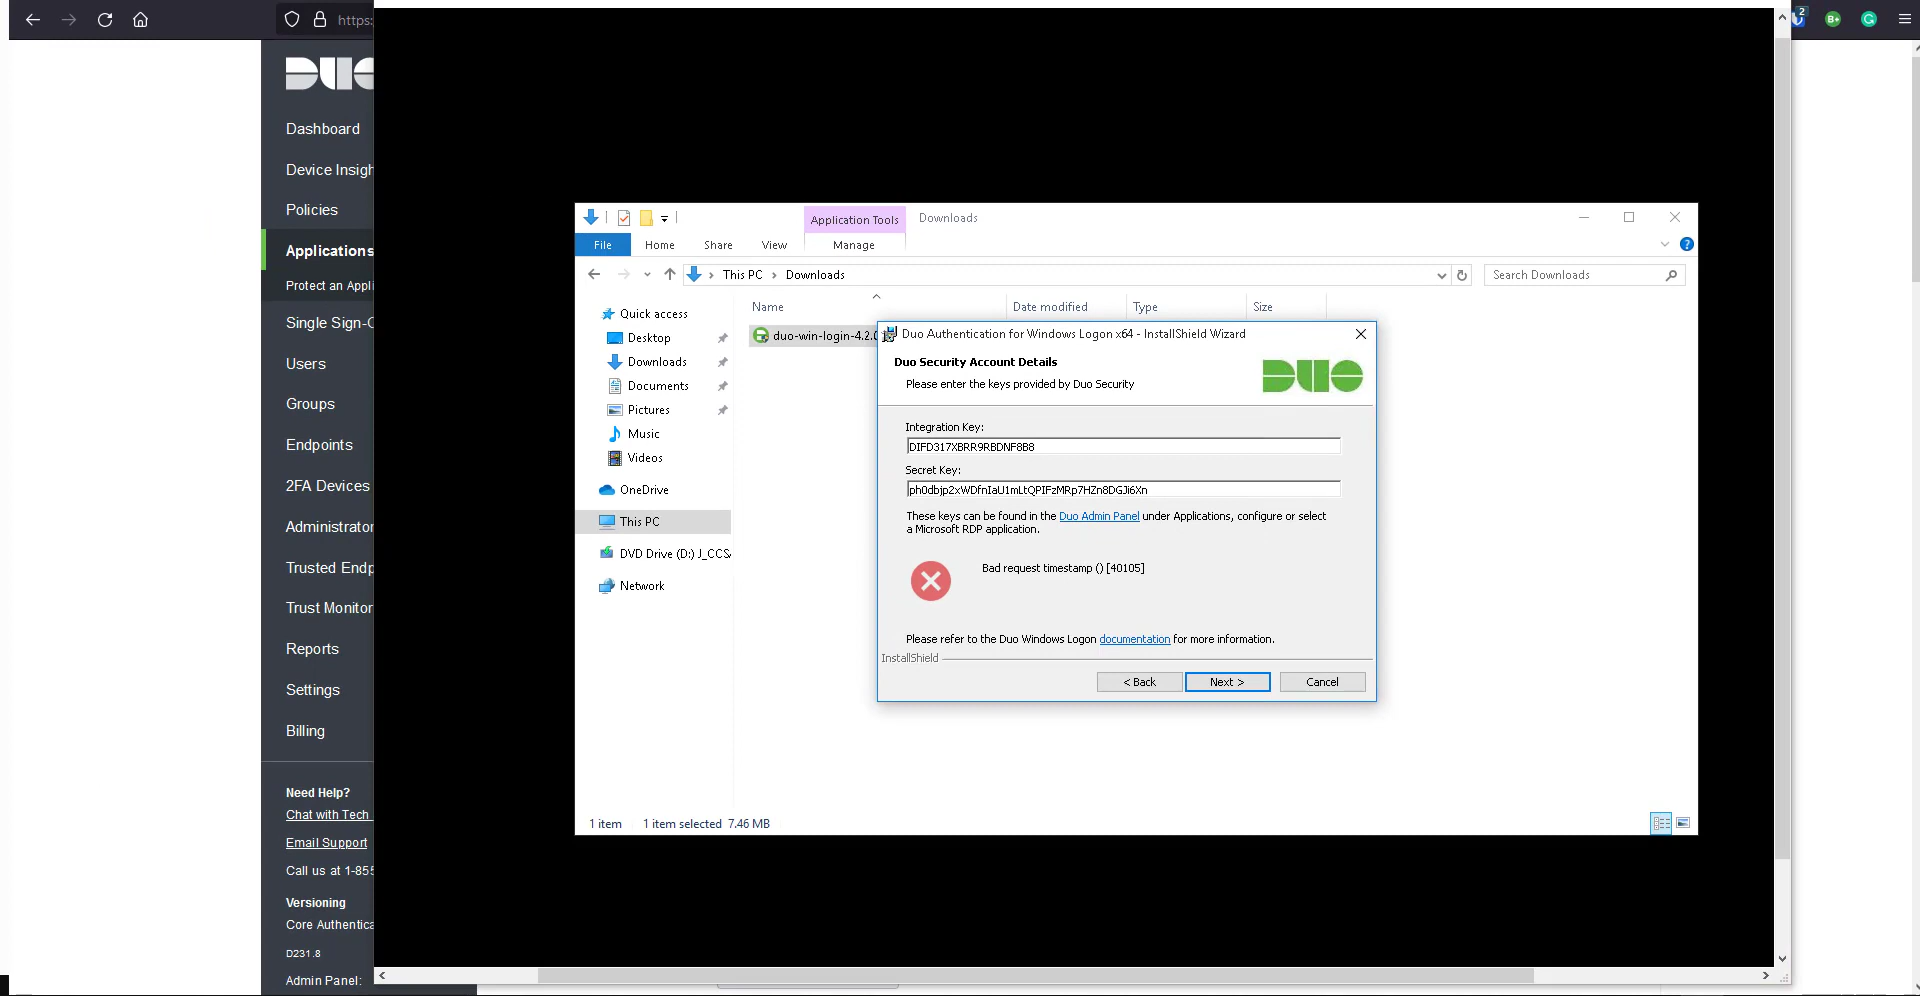 https:
2
B+
G
DUO
Dashboard
Device Insigh
Policies
Applications
Protect an Appli
Single Sign-O
Users
Groups
Endpoints
2FA Devices
Administrator
Trusted Endp
Trust Monitor
Reports
Settings
Billing
Need Help?
Chat with Tech
Email Support
Call us at 1-855
Versioning
Core Authentica
D231.8
Admin Panel:
Application Tools
Downloads
File
Home
Share
View
Manage
?
This PC
Downloads
Search Downloads
Name
Date modified
Type
Size
Quick access
Desktop
Downloads
Documents
Pictures
Music
Videos
OneDrive
This PC
DVD Drive (D:) J_CCSA
Network
duo-win-login-4.2.0
Duo Authentication for Windows Logon x64 - InstallShield Wizard
Duo Security Account Details
Please enter the keys provided by Duo Security
DUO
Integration Key:
DIFD317XBRR9RBDNF8B8
Secret Key:
ph0dbjp2xWDfnIaU1mLtQPIFzMRp7HZn8DGJi6Xn
These keys can be found in the Duo Admin Panel under Applications, configure or select
a Microsoft RDP application.
Bad request timestamp () [40105]
Please refer to the Duo Windows Logon documentation for more information.
InstallShield
< Back
Next >
Cancel
1 item
1 item selected 7.46 MB